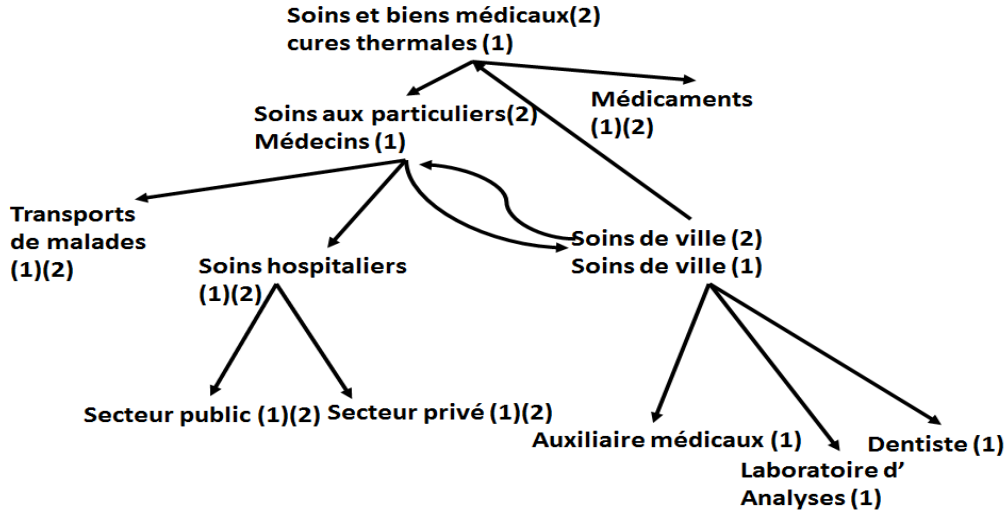 Soins et biens médicaux(2)
cures thermales (1)
Soins aux particuliers(2)
Médecins (1)
Médicaments
(1)(2)
Transports
de malades
(1)(2)
Soins hospitaliers
(1)(2)
Soins de ville (2)
Soins de ville (1)
Secteur public (1)(2)
Secteur privé (1)(2)
Auxiliaire médicaux (1)
Laboratoire d’
Analyses (1)
Dentiste (1)